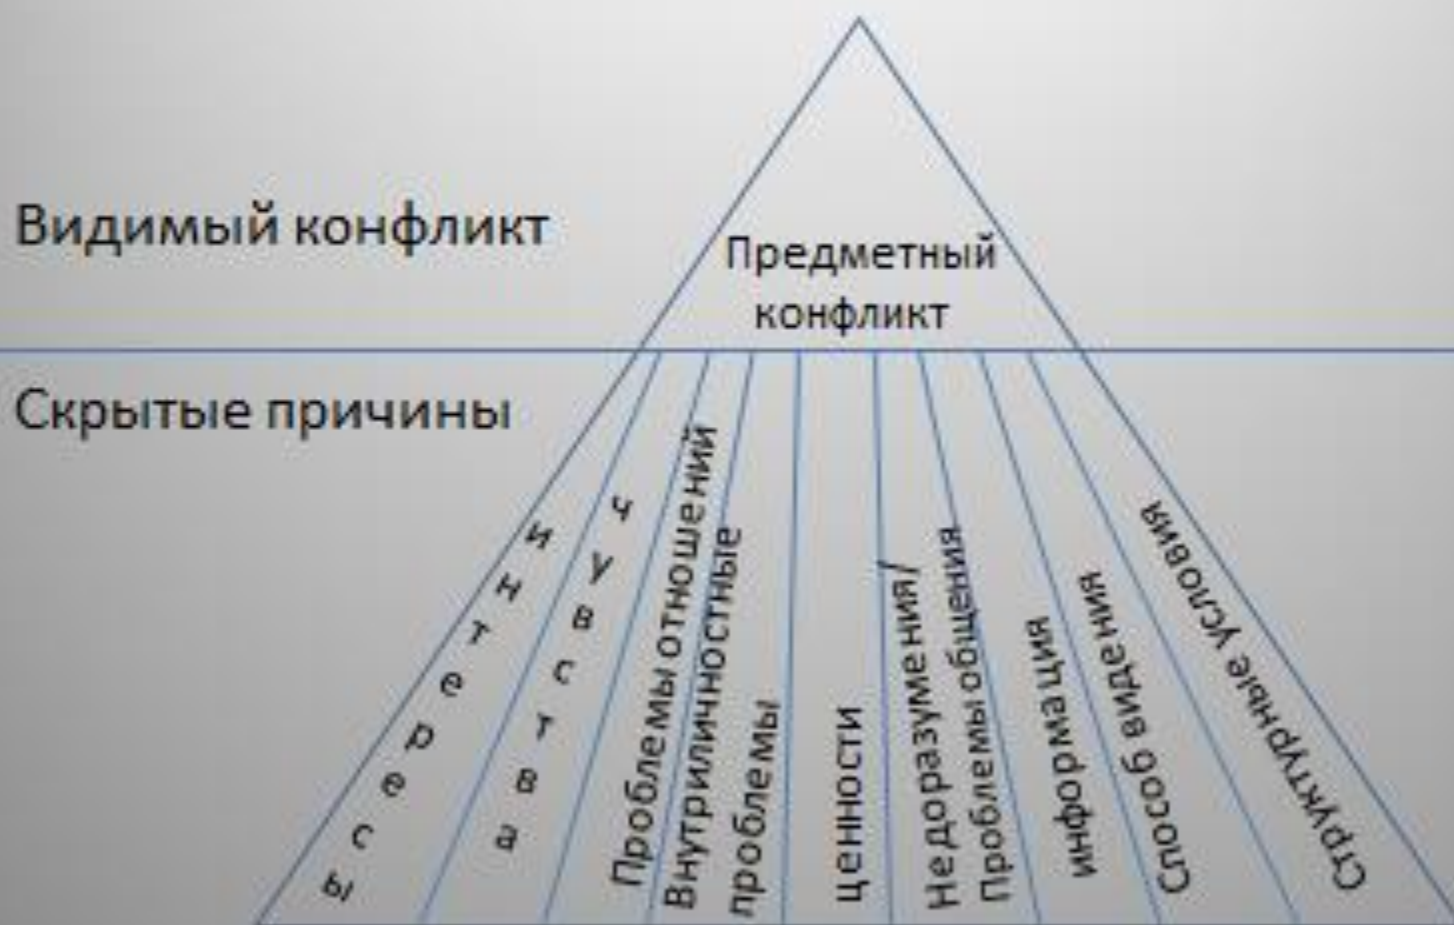 Видимый конфликт
Предметный
конфликт
Скрытые причины
интересы
чувства
Проблемы отношений
Внутриличностные
проблемы
ценности
Недоразумения/
Проблемы общения
информация
Способ видения
Структурные условия